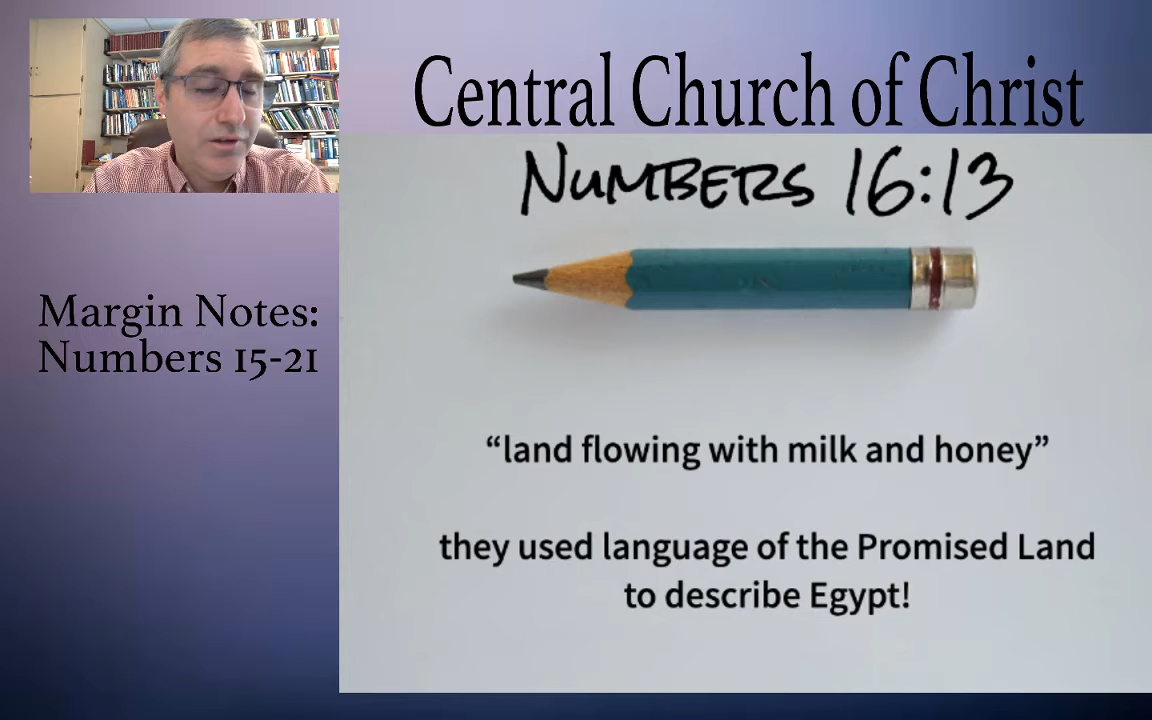 Central Church of Christ
NUMBERS 16:13
Margin Notes:
Numbers 15-21
“land flowing with milk and honey”
they used language of the Promised Land
to describe Egypt!